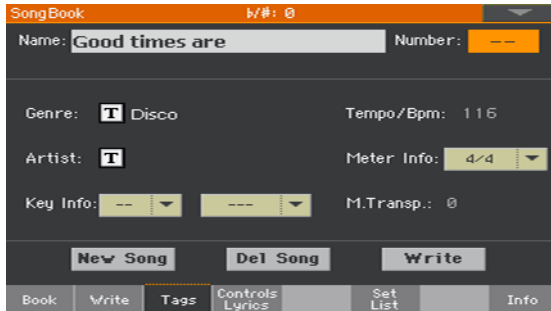 SongBook b/#: 0
Name: Good times are Number: --
Genre: T Disco Tempo/Bpm: 116
Artist: T Meter Info: 4/4
Key Info: -- --- M.Transp.: 0
New Song Del Song Write
Book Write Tags Controls Lyrics Set List Info